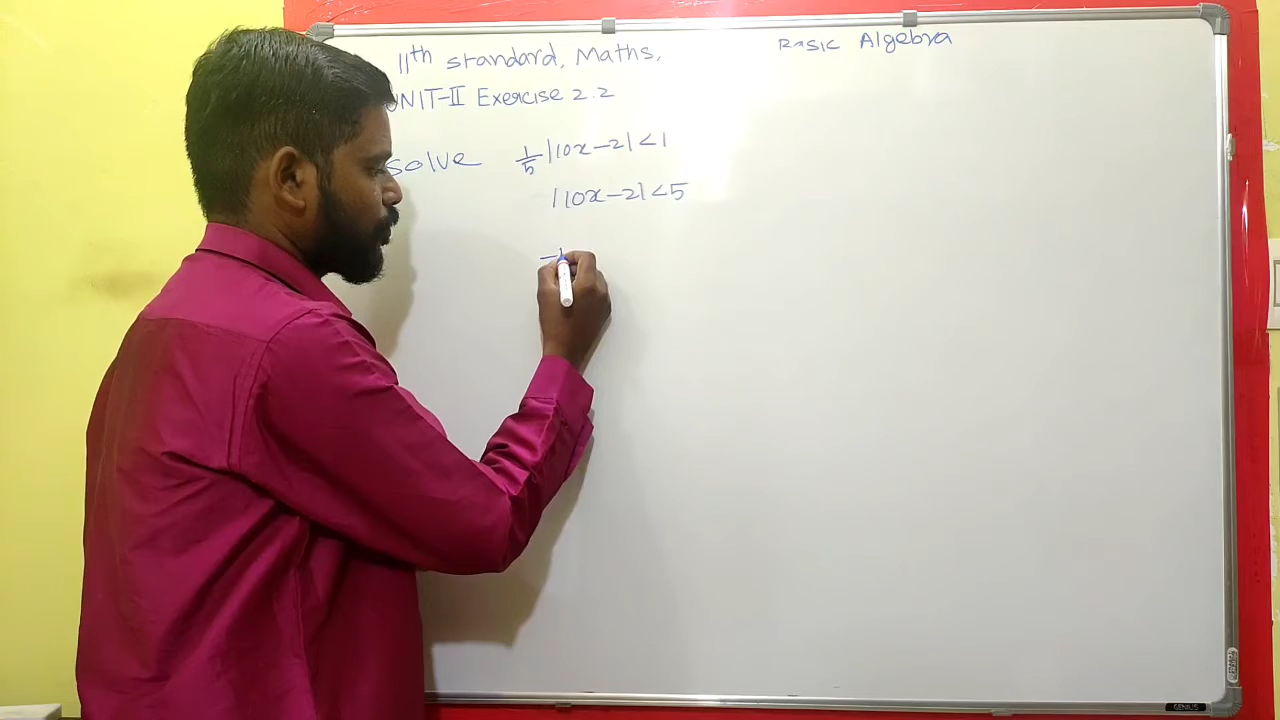 11th standard, Maths,
Basic Algebra
UNIT-II Exercise 2.2
solve 1/5 |10x-2| <1
|10x-2| <5
-
GENIUS